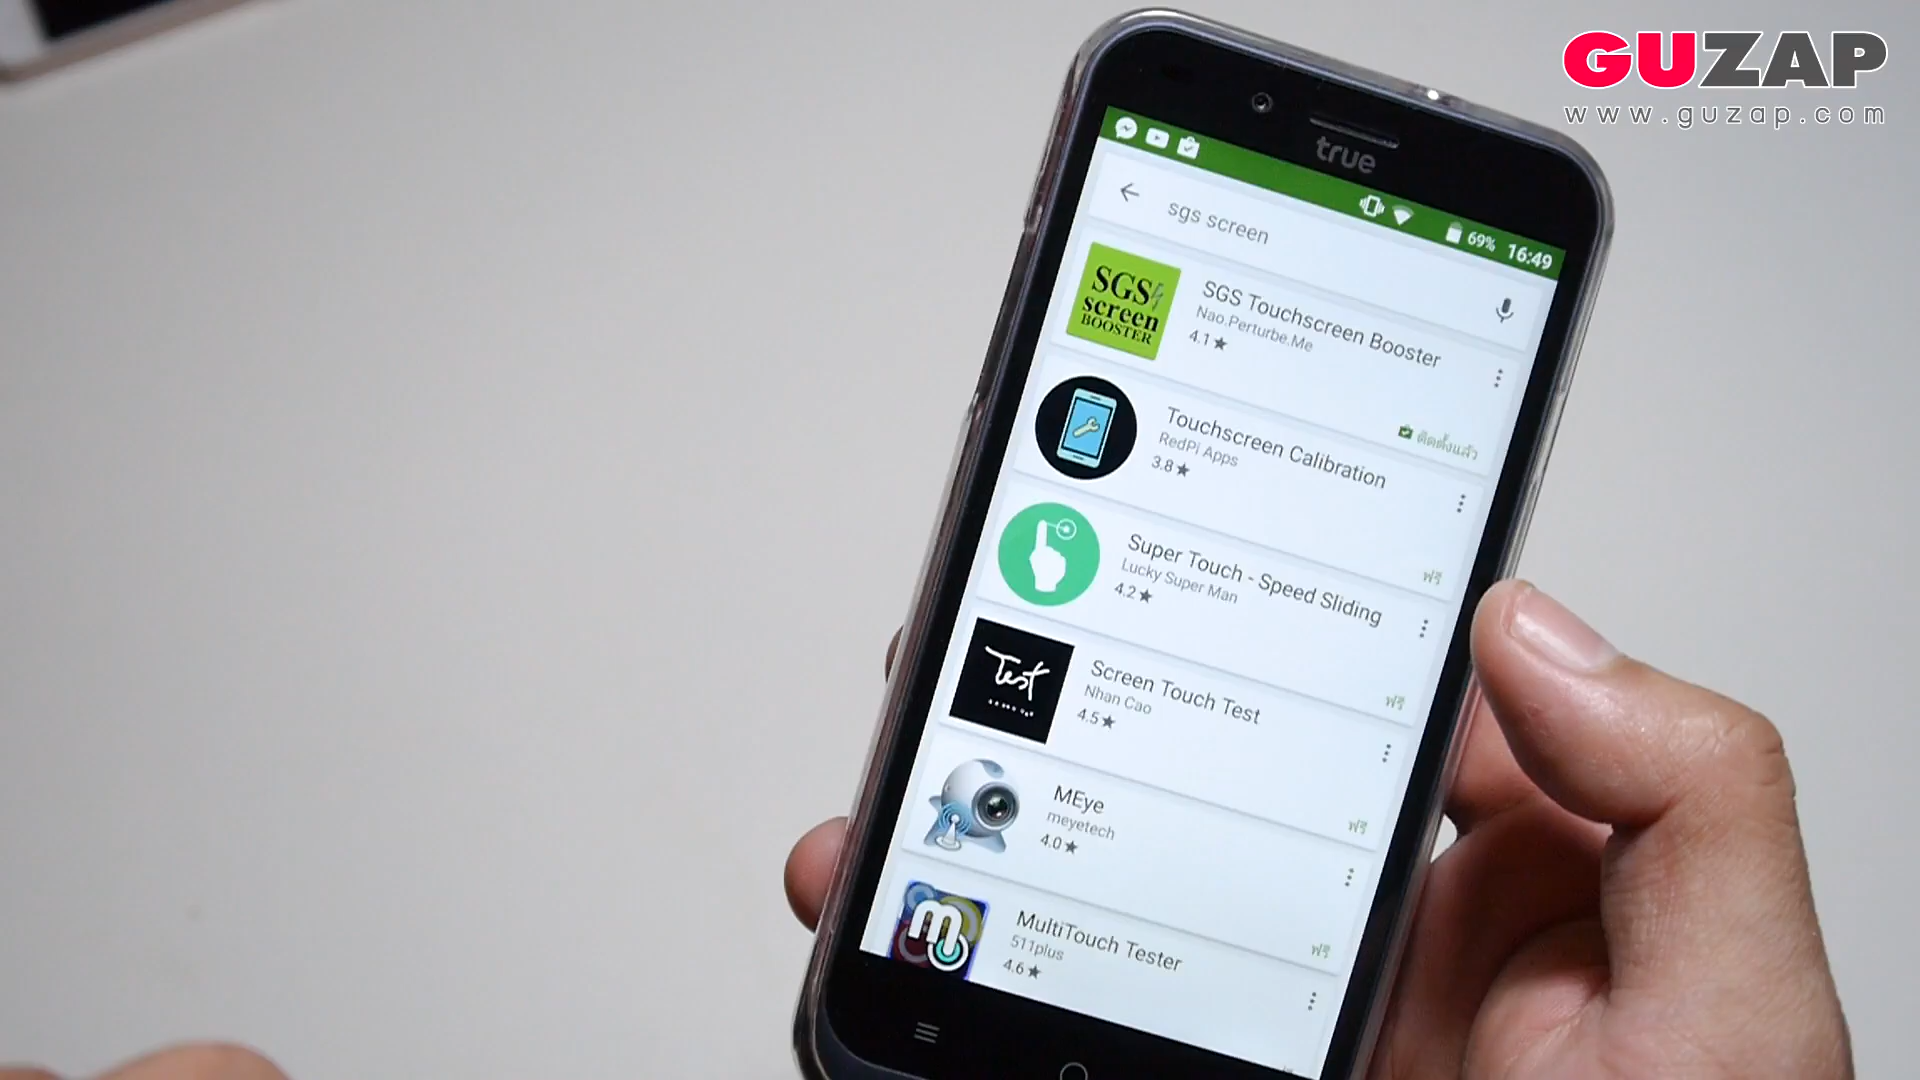 GUZAP
www.guzap.com
true
69% 16:49
sgs screen
SGS
screen
BOOSTER
SGS Touchscreen Booster
Nao.Perturbe.Me
4.1★
ติดตั้งแล้ว
Touchscreen Calibration
RedPi Apps
3.8★
ฟรี
Super Touch - Speed Sliding
Lucky Super Man
4.2★
ฟรี
Test
Screen Touch Test
Nhan Cao
4.5★
ฟรี
MEye
meyetech
4.0★
ฟรี
m
MultiTouch Tester
511plus
4.6★